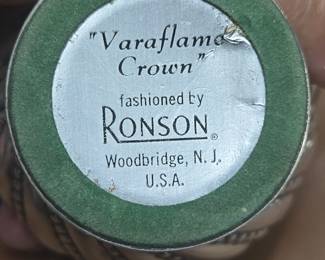 "Varaflame
Crown"
fashioned by
RONSON®
Woodbridge, N. J.
U.S.A.